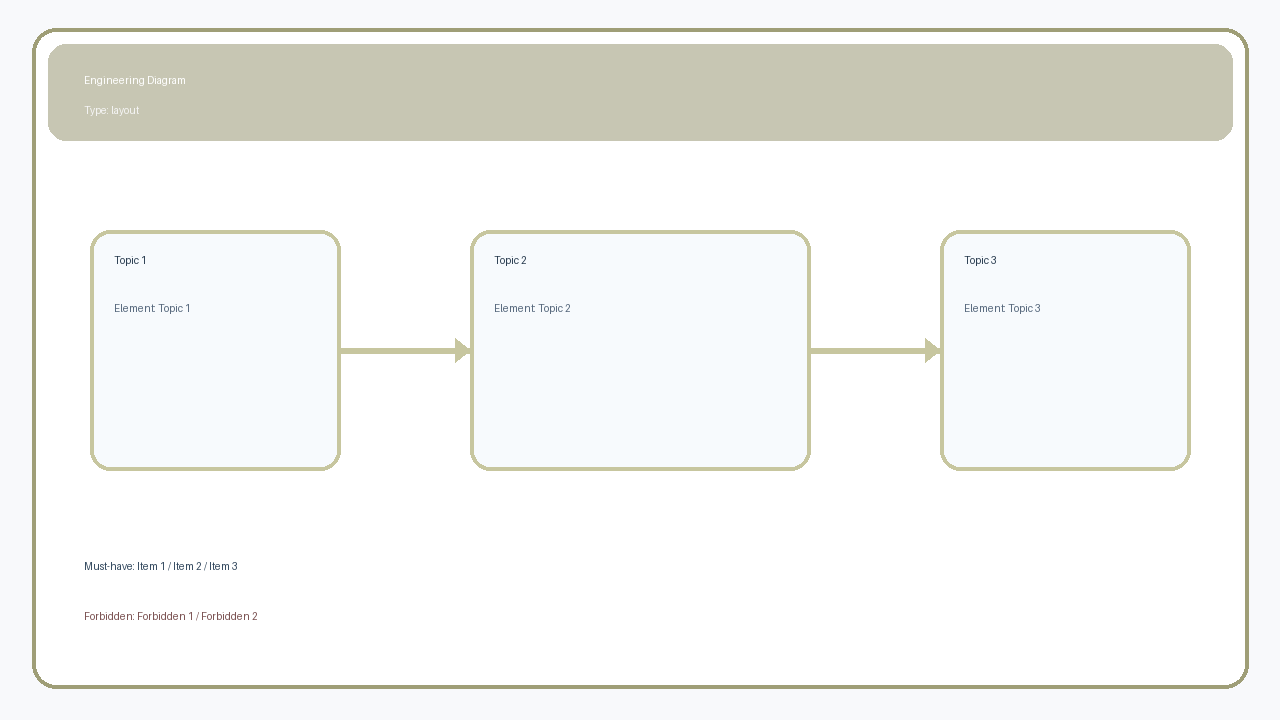 Engineering Diagram
Type: layout
Topic 1
Element: Topic 1
Topic 2
Element: Topic 2
Topic 3
Element: Topic 3
Must-have: Item 1 / Item 2 / Item 3
Forbidden: Forbidden 1 / Forbidden 2